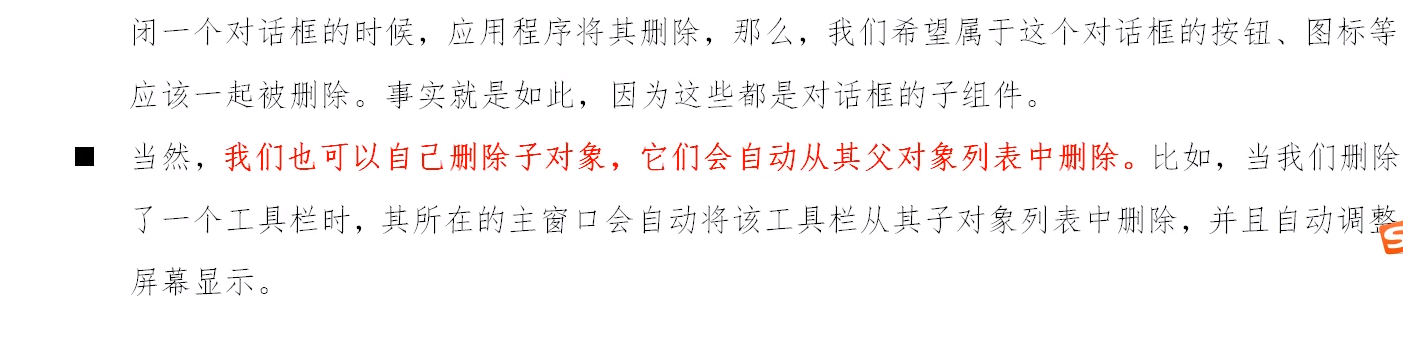 闭一个对话框的时候，应用程序将其删除，那么，我们希望属于这个对话框的按钮、图标等
应该一起被删除。事实就是如此，因为这些都是对话框的子组件。
■ 当然，我们也可以自己删除子对象，它们会自动从其父对象列表中删除。比如，当我们删除
了一个工具栏时，其所在的主窗口会自动将该工具栏从其子对象列表中删除，并且自动调整
屏幕显示。